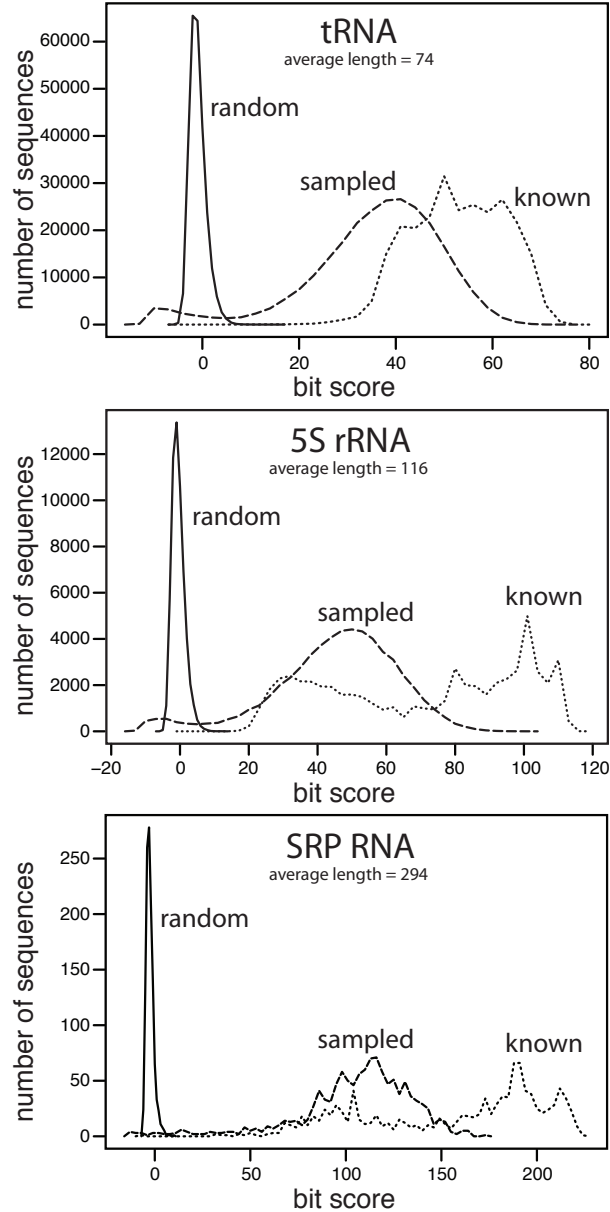 tRNA
average length = 74
random
sampled
known
number of sequences
60000
50000
40000
30000
20000
10000
0
0 20 40 60 80
bit score
5S rRNA
average length = 116
random
sampled
known
number of sequences
12000
10000
8000
6000
4000
2000
0
−20 0 20 40 60 80 100 120
bit score
SRP RNA
average length = 294
random
sampled
known
number of sequences
250
200
150
100
50
0
0 50 100 150 200
bit score